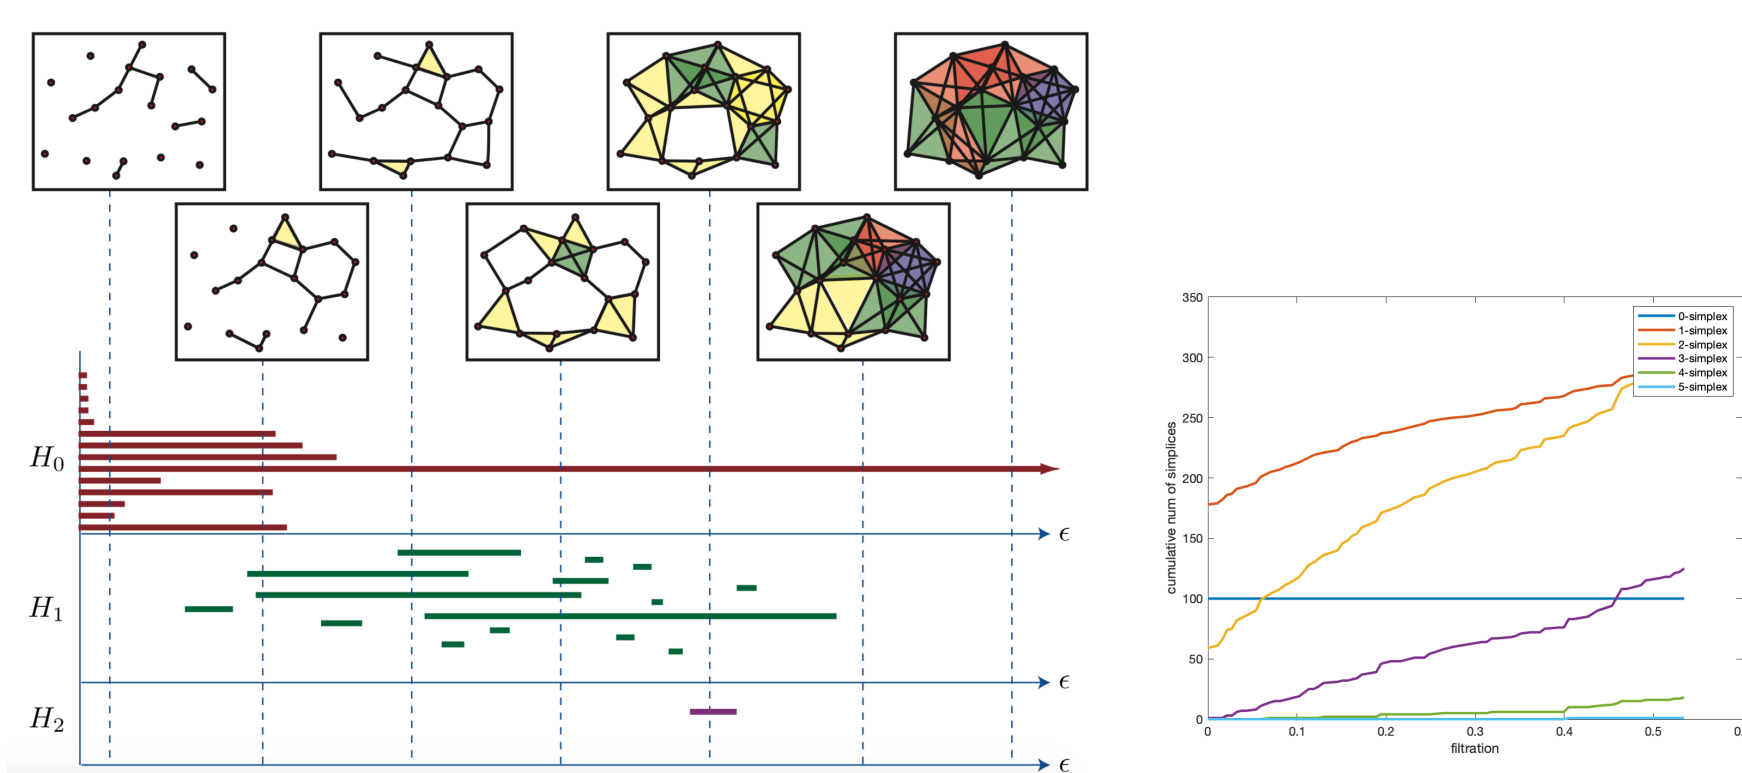 H0
ϵ
H1
ϵ
H2
ϵ
350
300
250
200
150
100
50
0
cumulative num of simplices
0-simplex
1-simplex
2-simplex
3-simplex
4-simplex
5-simplex
0 0.1 0.2 0.3 0.4 0.5 0.
filtration